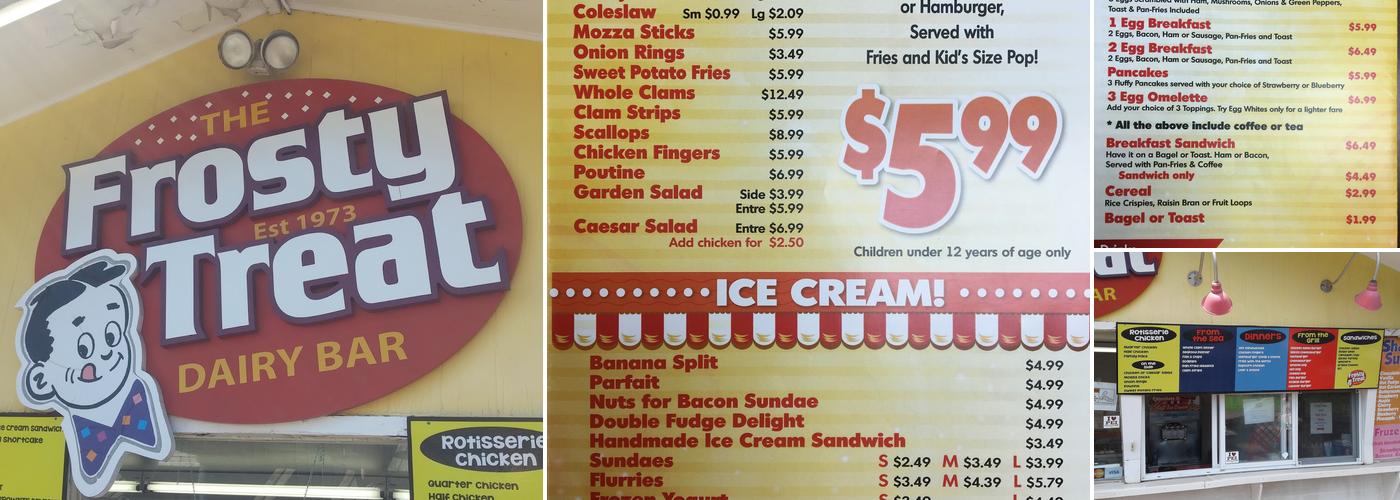 THE
Frosty
Est 1973
Treat
DAIRY BAR
Rotisserie
Chicken
Quarter Chicken
Half Chicken
Coleslaw Sm $0.99 Lg $2.09
Mozza Sticks $5.99
Onion Rings $3.49
Sweet Potato Fries $5.99
Whole Clams $12.49
Clam Strips $5.99
Scallops $8.99
Chicken Fingers $5.99
Poutine $6.99
Garden Salad Side $3.99
Entre $5.99
Caesar Salad Entre $6.99
Add chicken for $2.50
or Hamburger,
Served with
Fries and Kid's Size Pop!
$5.99
Children under 12 years of age only
ICE CREAM!
Banana Split $4.99
Parfait $4.99
Nuts for Bacon Sundae $4.99
Double Fudge Delight $4.99
Handmade Ice Cream Sandwich $3.49
Sundaes S $2.49 M $3.49 L $3.99
Flurries S $3.49 M $4.39 L $5.79
Frozen Yogurt
Toast & Pan-Fries Included
1 Egg Breakfast $5.99
2 Eggs, Bacon, Ham or Sausage, Pan-Fries and Toast
2 Egg Breakfast $6.49
2 Eggs, Bacon, Ham or Sausage, Pan-Fries and Toast
Pancakes $5.99
3 Fluffy Pancakes served with your choice of Strawberry or Blueberry
3 Egg Omelette $6.99
Add your choice of 3 Toppings. Try Egg Whites only for a lighter fare
* All the above include coffee or tea
Breakfast Sandwich $6.49
Have it on a Bagel or Toast. Ham or Bacon,
Served with Pan-Fries & Coffee
Sandwich only $4.49
Cereal $2.99
Rice Crispies, Raisin Bran or Fruit Loops
Bagel or Toast $1.99
Rotisserie
Chicken
From
the Sea
Dinners
From the
Grill
Sandwiches